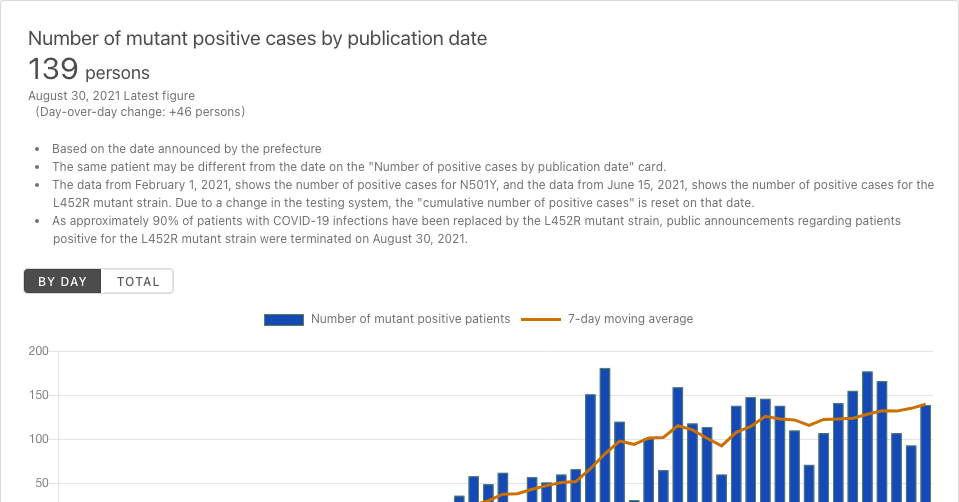 Number of mutant positive cases by publication date
139 persons
August 30, 2021 Latest figure
(Day-over-day change: +46 persons)
• Based on the date announced by the prefecture
• The same patient may be different from the date on the "Number of positive cases by publication date" card.
• The data from February 1, 2021, shows the number of positive cases for N501Y, and the data from June 15, 2021, shows the number of positive cases for the
L452R mutant strain. Due to a change in the testing system, the "cumulative number of positive cases" is reset on that date.
• As approximately 90% of patients with COVID-19 infections have been replaced by the L452R mutant strain, public announcements regarding patients
positive for the L452R mutant strain were terminated on August 30, 2021.
BY DAY TOTAL
Number of mutant positive patients 7-day moving average
200
150
100
50